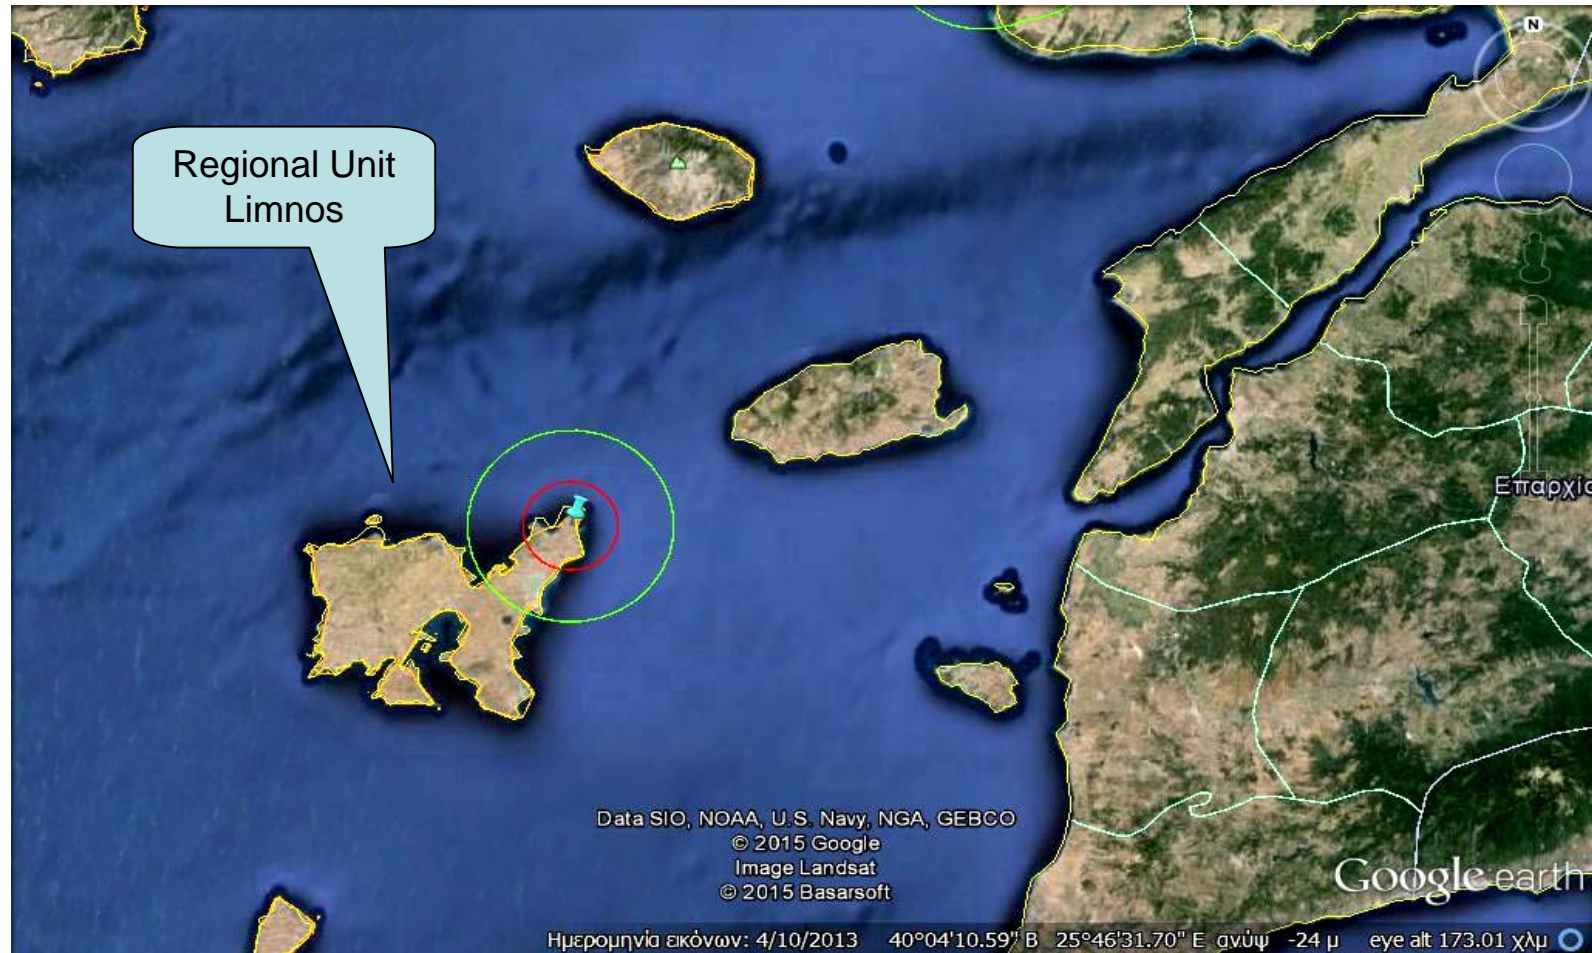 N
Regional Unit
Limnos
Επαρχία
Data SIO, NOAA, U.S. Navy, NGA, GEBCO
© 2015 Google
Image Landsat
© 2015 Basarsoft
Google earth
Ημερομηνία εικόνων: 4/10/2013 40°04'10.59" Β 25°46'31.70" Ε ανύψ -24 μ eye alt 173.01 χλμ